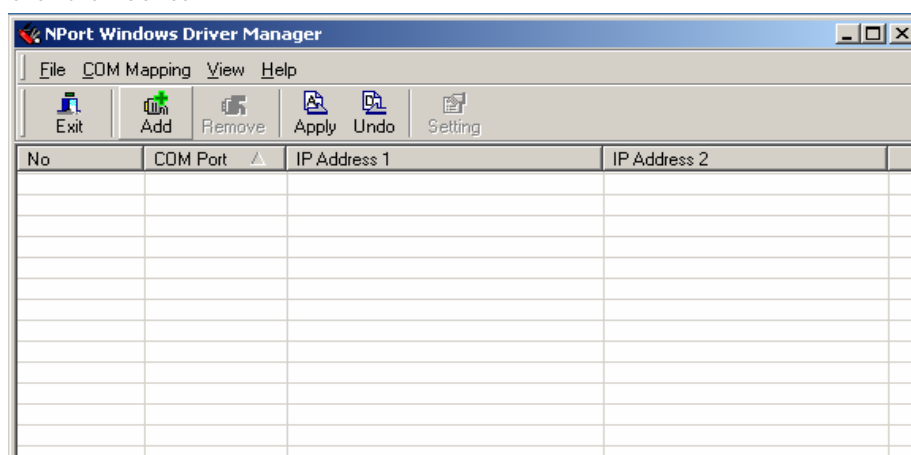 NPort Windows Driver Manager
File COM Mapping View Help
Exit Add Remove Apply Undo Setting
No COM Port IP Address 1 IP Address 2